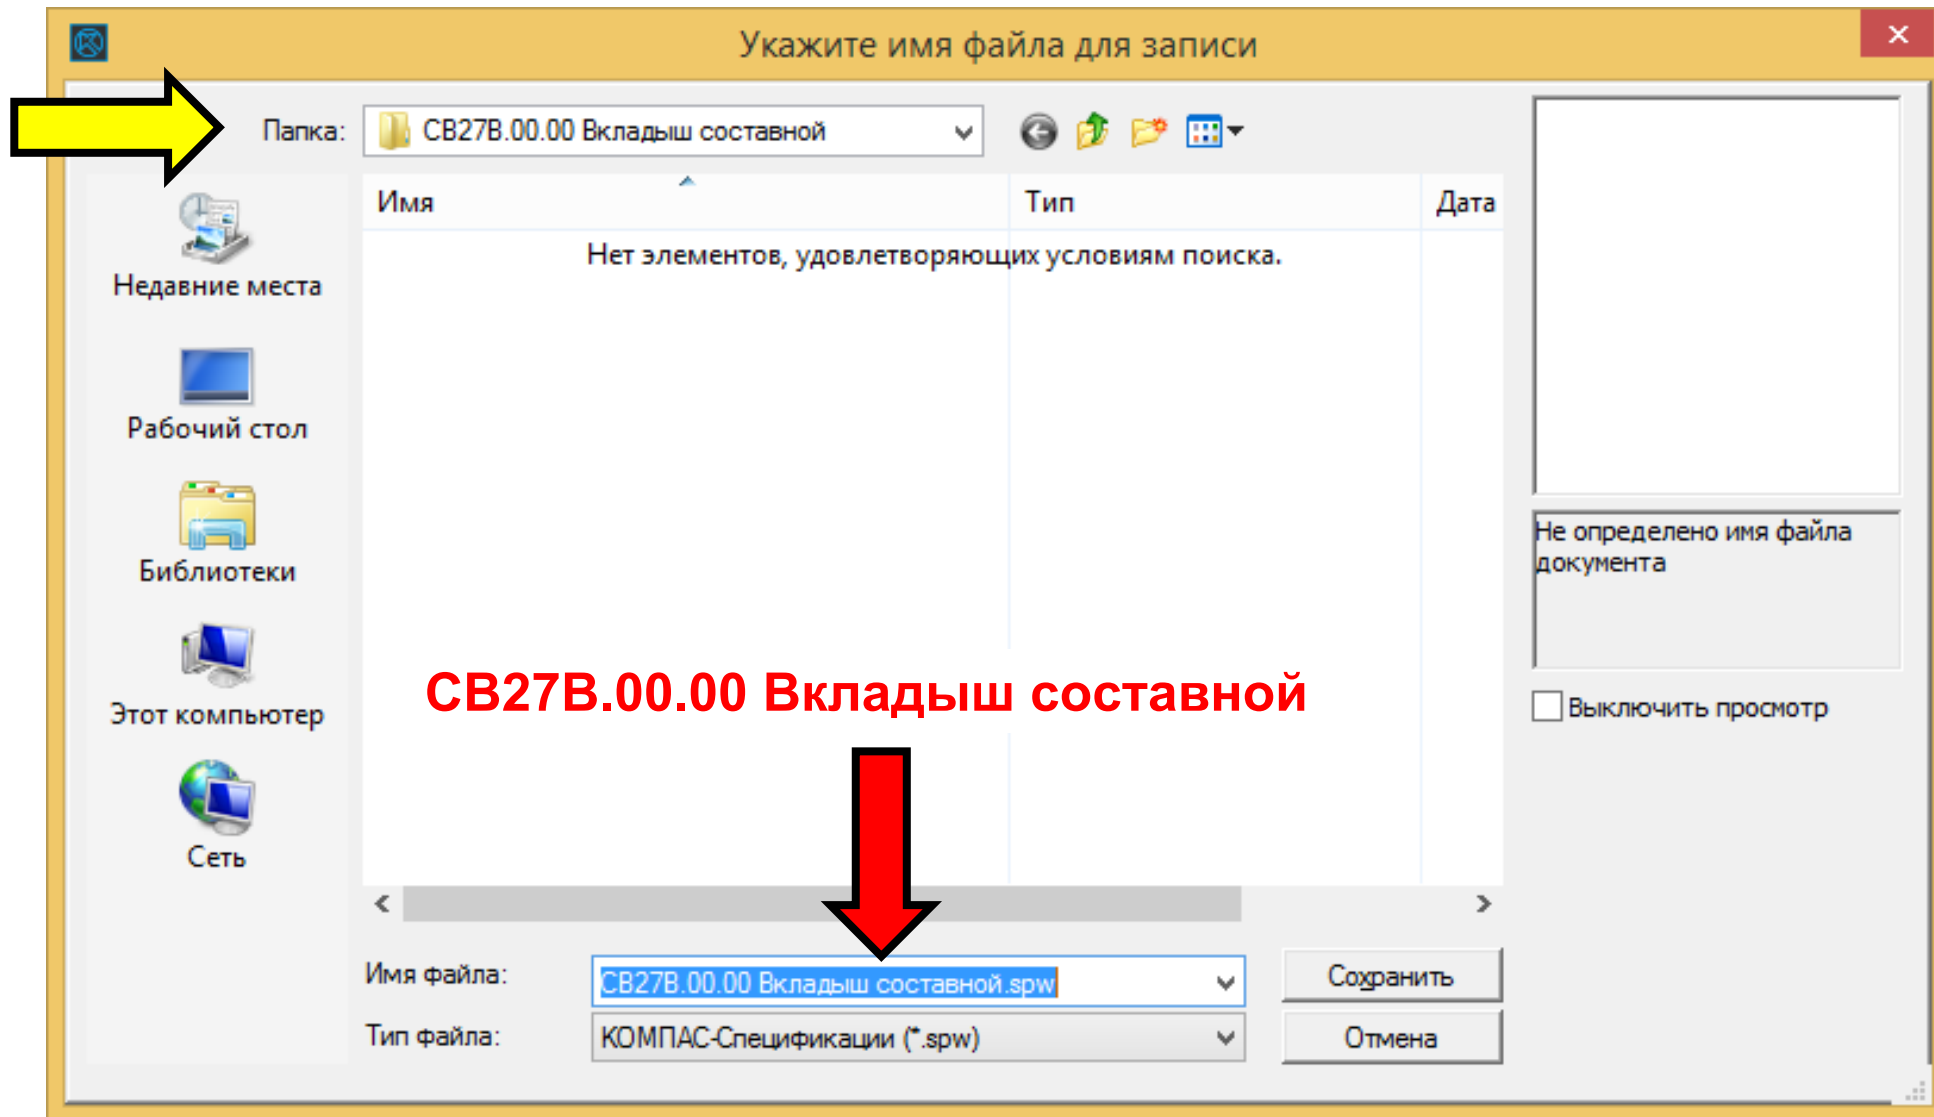 Укажите имя файла для записи
Папка: СВ27В.00.00 Вкладыш составной
Имя Тип Дата
Нет элементов, удовлетворяющих условиям поиска.
Недавние места
Рабочий стол
Библиотеки
Этот компьютер
Сеть
СВ27В.00.00 Вкладыш составной
Не определено имя файла
документа
Выключить просмотр
Имя файла: СВ27В.00.00 Вкладыш составной.spw Сохранить
Тип файла: КОМПАС-Спецификации (*.spw) Отмена